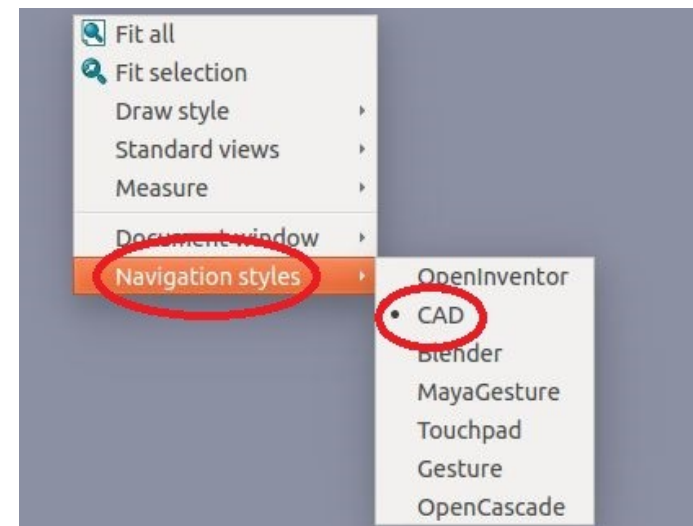 Fit all
Fit selection
Draw style
Standard views
Measure
Document window
Navigation styles
OpenInventor
CAD
Blender
MayaGesture
Touchpad
Gesture
OpenCascade